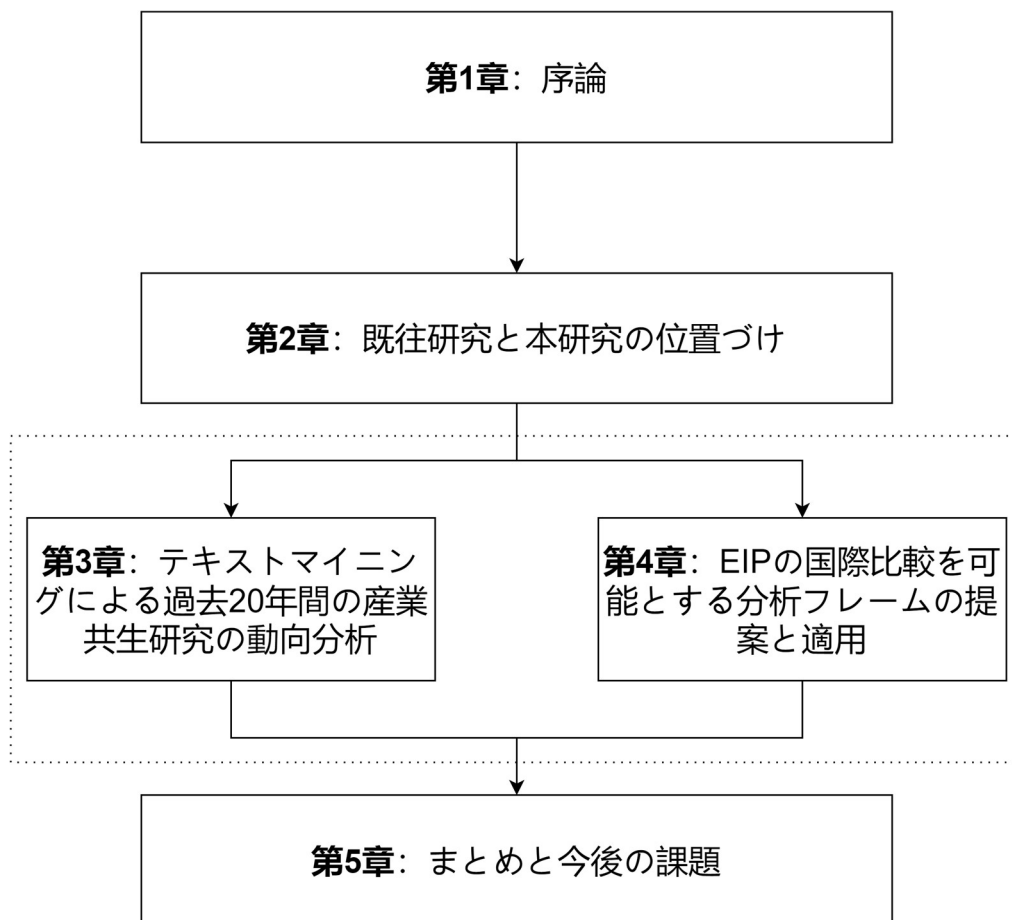 第1章：序論
第2章：既往研究と本研究の位置づけ
第3章：テキストマイニン
グによる過去20年間の産業
共生研究の動向分析
第4章：EIPの国際比較を可
能とする分析フレームの提
案と適用
第5章：まとめと今後の課題